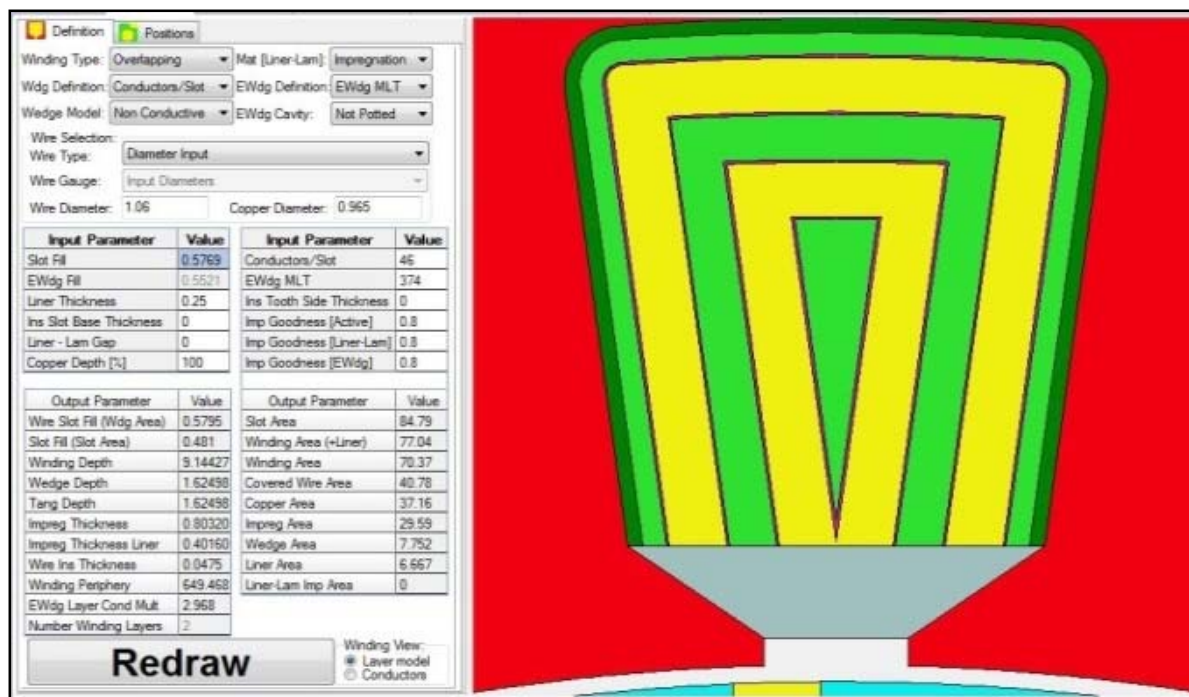 Definition Positions
Winding Type: Overlapping Mat [Liner-Lam]: Impregnation
Wdg Definition: Conductors/Slot EWdg Definition: EWdg MLT
Wedge Model: Non Conductive EWdg Cavity: Not Potted
Wire Selection:
Wire Type: Diameter Input
Wire Gauge: Input Diameters
Wire Diameter: 1.06 Copper Diameter: 0.965
Input Parameter Value Input Parameter Value
Slot Fill 0.5769 Conductors/Slot 46
EWdg Fill 0.5521 EWdg MLT 374
Liner Thickness 0.25 Ins Tooth Side Thickness 0
Ins Slot Base Thickness 0 Imp Goodness [Active] 0.8
Liner - Lam Gap 0 Imp Goodness [Liner-Lam] 0.8
Copper Depth [%] 100 Imp Goodness [EWdg] 0.8
Output Parameter Value Output Parameter Value
Wire Slot Fill (Wdg Area) 0.5795 Slot Area 84.79
Slot Fill (Slot Area) 0.481 Winding Area (+Liner) 77.04
Winding Depth 9.14427 Winding Area 70.37
Wedge Depth 1.62498 Covered Wire Area 40.78
Tang Depth 1.62498 Copper Area 37.16
Impreg Thickness 0.80320 Impreg Area 29.59
Impreg Thickness Liner 0.40160 Wedge Area 7.752
Wire Ins Thickness 0.0475 Liner Area 6.667
Winding Periphery 649.468 Liner-Lam Imp Area 0
EWdg Layer Cond Mult 2.968
Number Winding Layers 2
Redraw
Winding View:
Layer model
Conductors